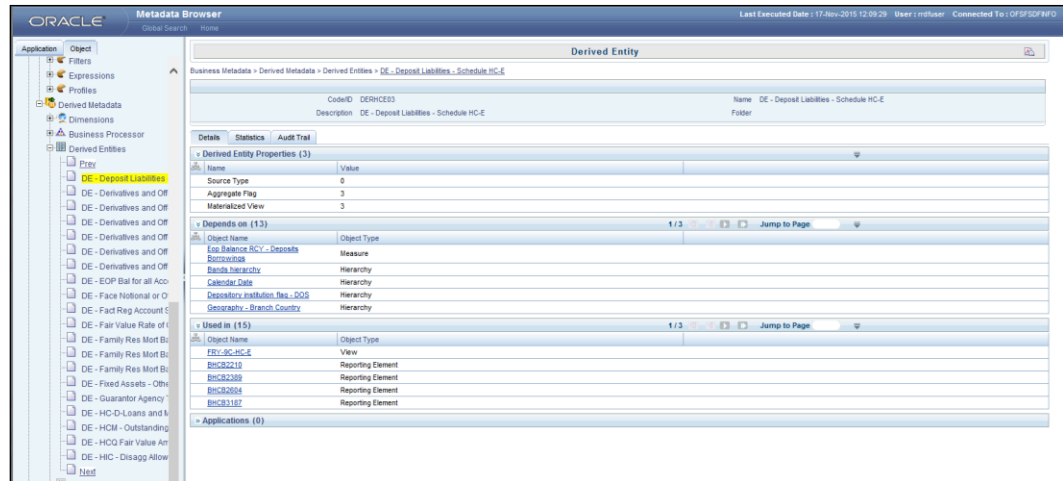 ORACLE Metadata Browser
Last Executed Date : 17-Nov-2015 12:09:29 User : mdfuser Connected To : OFSFSDFINFO
Global Search Home
Application Object
Filters
Expressions
Profiles
Derived Metadata
Dimensions
Business Processor
Derived Entities
Prev
DE - Deposit Liabilities
DE - Derivatives and Off
DE - Derivatives and Off
DE - Derivatives and Off
DE - Derivatives and Off
DE - Derivatives and Off
DE - Derivatives and Off
DE - EOP Bal for all Acc
DE - Face Notional or O
DE - Fact Reg Account S
DE - Fair Value Rate of
DE - Family Res Mort Ba
DE - Family Res Mort Ba
DE - Family Res Mort Ba
DE - Fixed Assets - Othe
DE - Guarantor Agency
DE - HC-D-Loans and M
DE - HCM - Outstanding
DE - HCQ Fair Value Am
DE - HIC - Disagg Allow
Next
Derived Entity
Business Metadata > Derived Metadata > Derived Entities > DE - Deposit Liabilities - Schedule HC-E
Code/ID DERHCE03
Name DE - Deposit Liabilities - Schedule HC-E
Description DE - Deposit Liabilities - Schedule HC-E
Folder
Details Statistics Audit Trail
Derived Entity Properties (3)
Name Value
Source Type 0
Aggregate Flag 3
Materialized View 3
Depends on (13) 1 / 3 Jump to Page
Object Name Object Type
Eop Balance RCY - Deposits Borrowings Measure
Bands hierarchy Hierarchy
Calendar Date Hierarchy
Depository institution flag - DOS Hierarchy
Geography - Branch Country Hierarchy
Used in (15) 1 / 3 Jump to Page
Object Name Object Type
FRY-9C-HC-E View
BHCB2210 Reporting Element
BHCB2389 Reporting Element
BHCB2604 Reporting Element
BHCB3187 Reporting Element
Applications (0)